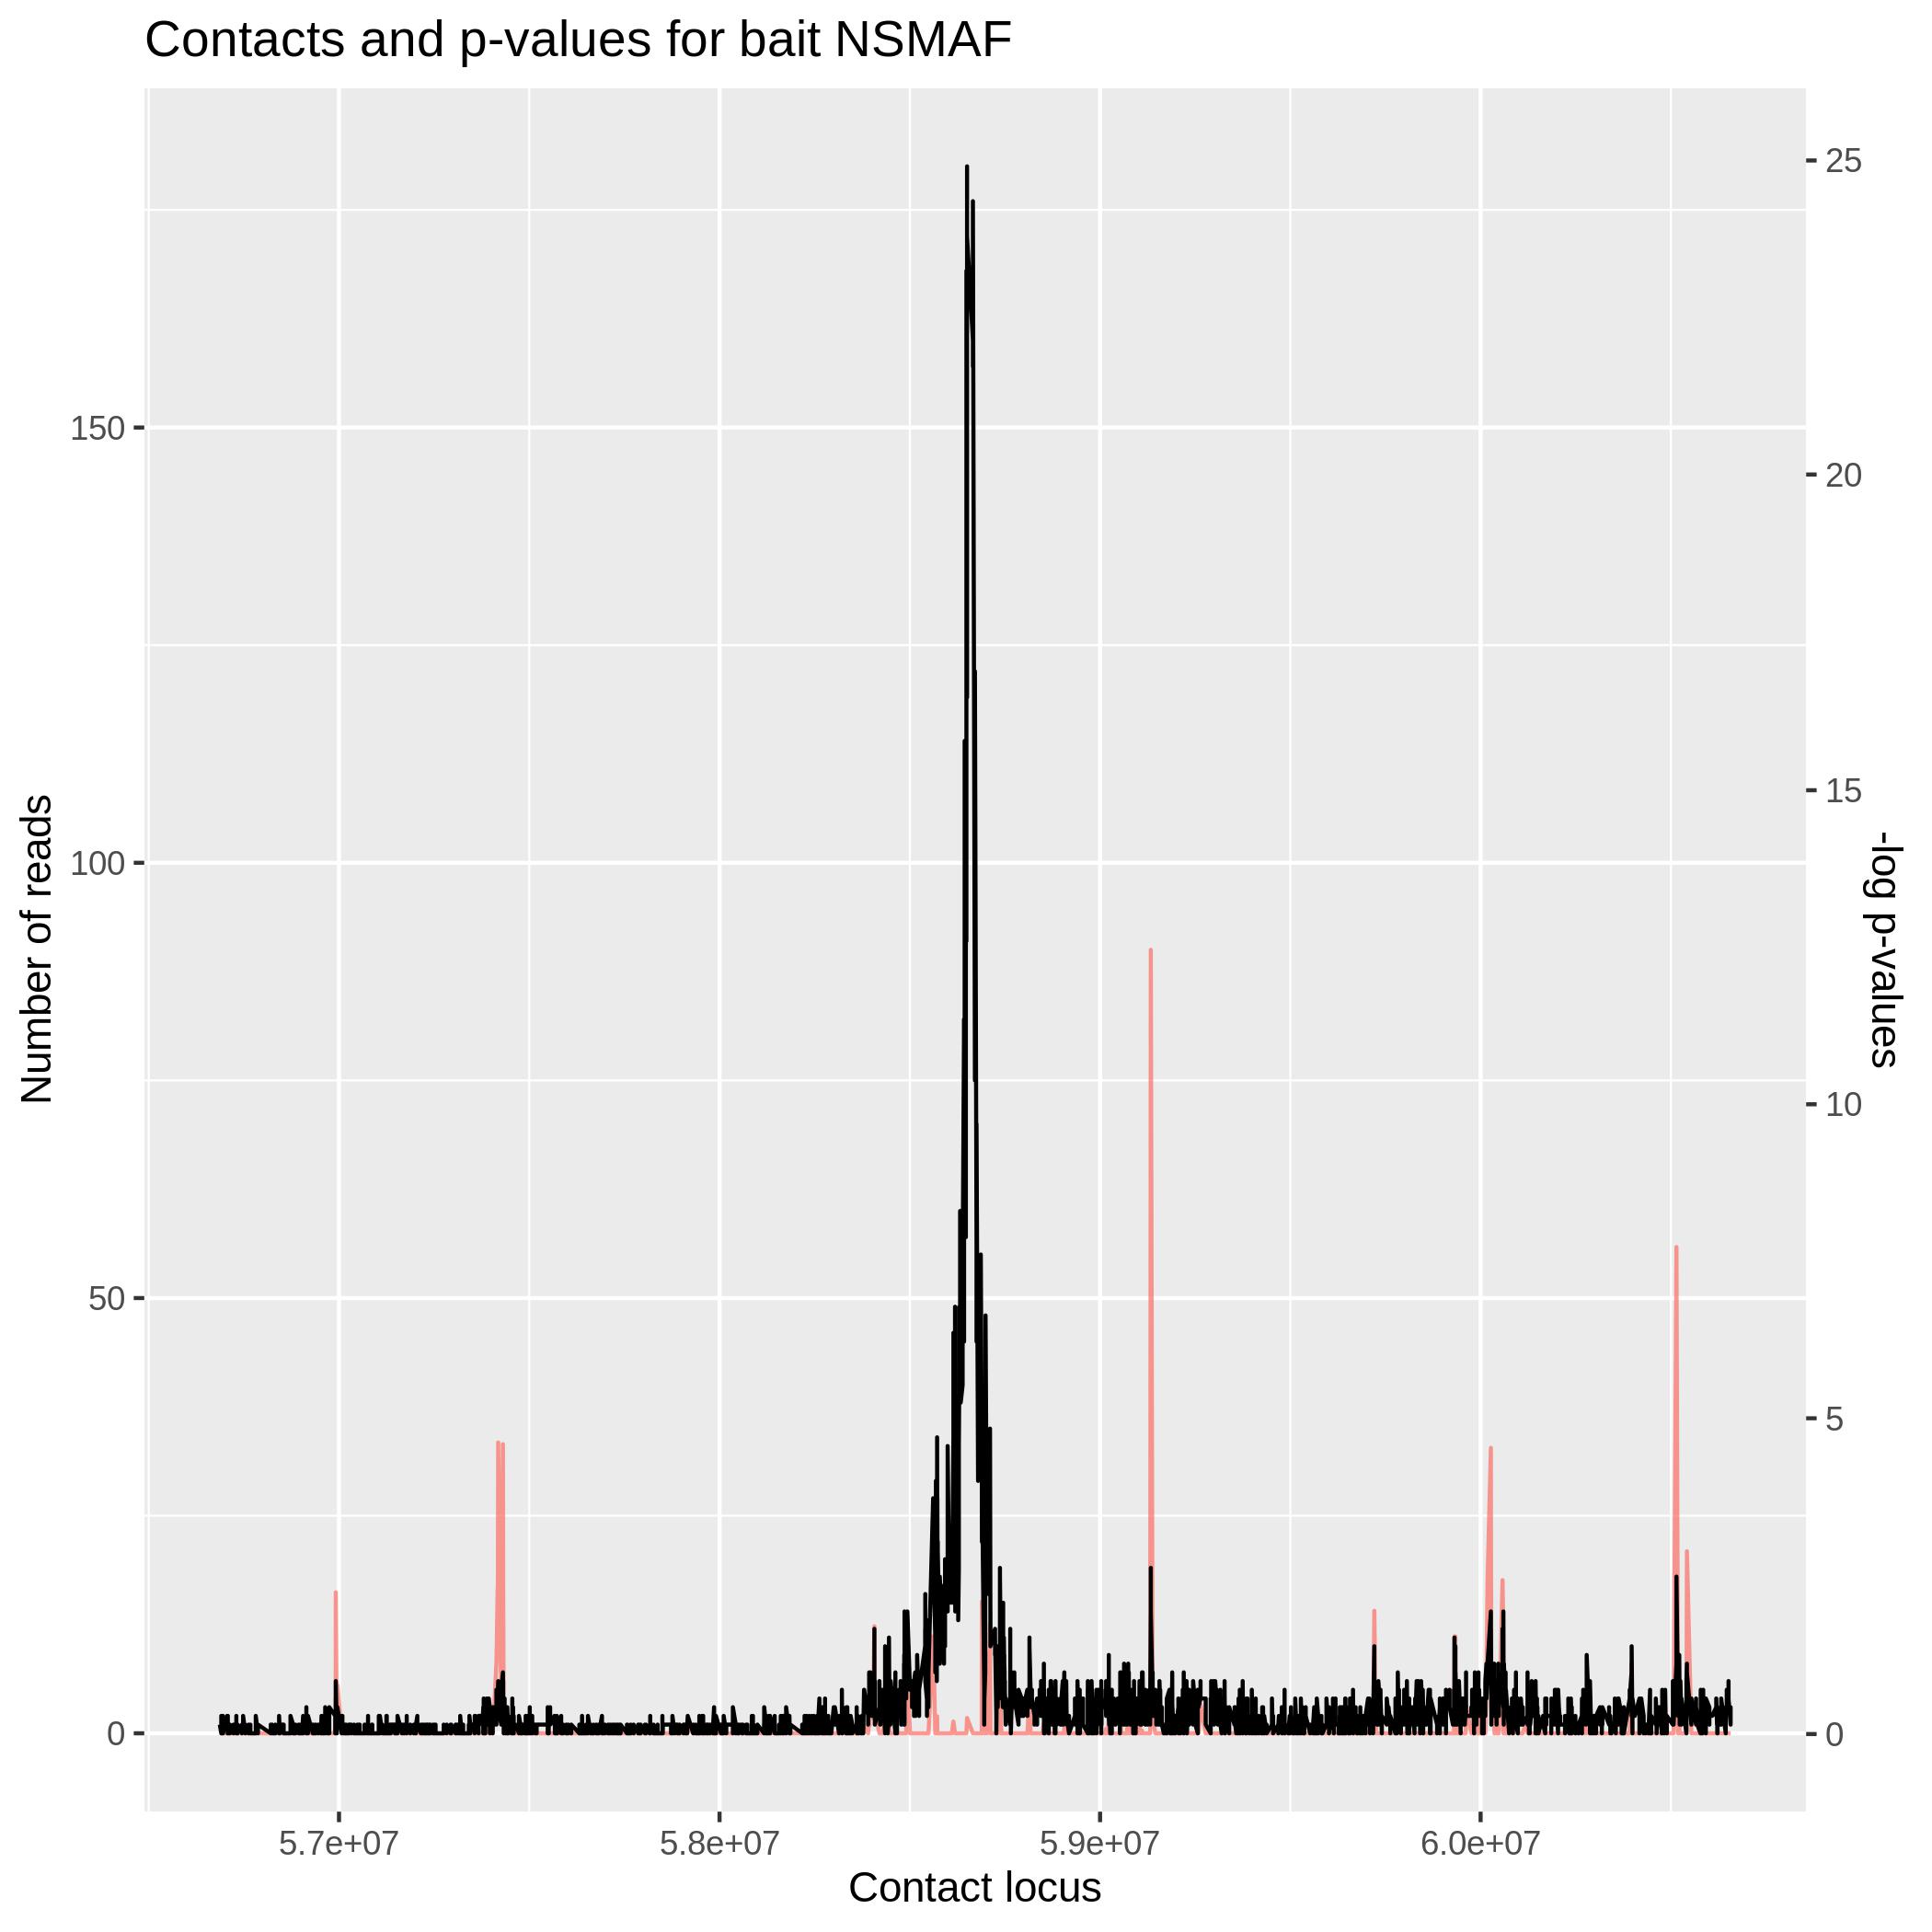 Contacts and p-values for bait NSMAF
Number of reads
150
100
50
0
25
20
15
10
5
0
-log p-values
5.7e+07
5.8e+07
5.9e+07
6.0e+07
Contact locus